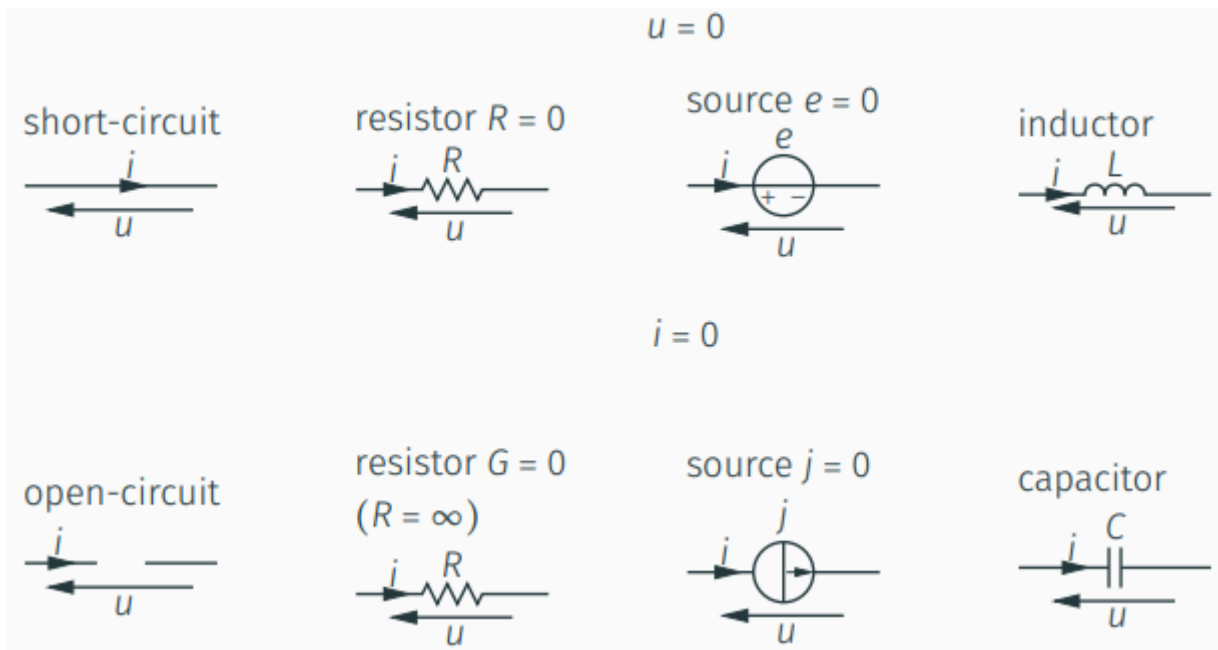 u = 0
short-circuit
i
u
resistor R = 0
i R
u
source e = 0
e
i
+ −
u
inductor
i L
u
i = 0
open-circuit
i
u
resistor G = 0
(R = ∞)
i R
u
source j = 0
j
i
u
capacitor
i C
u